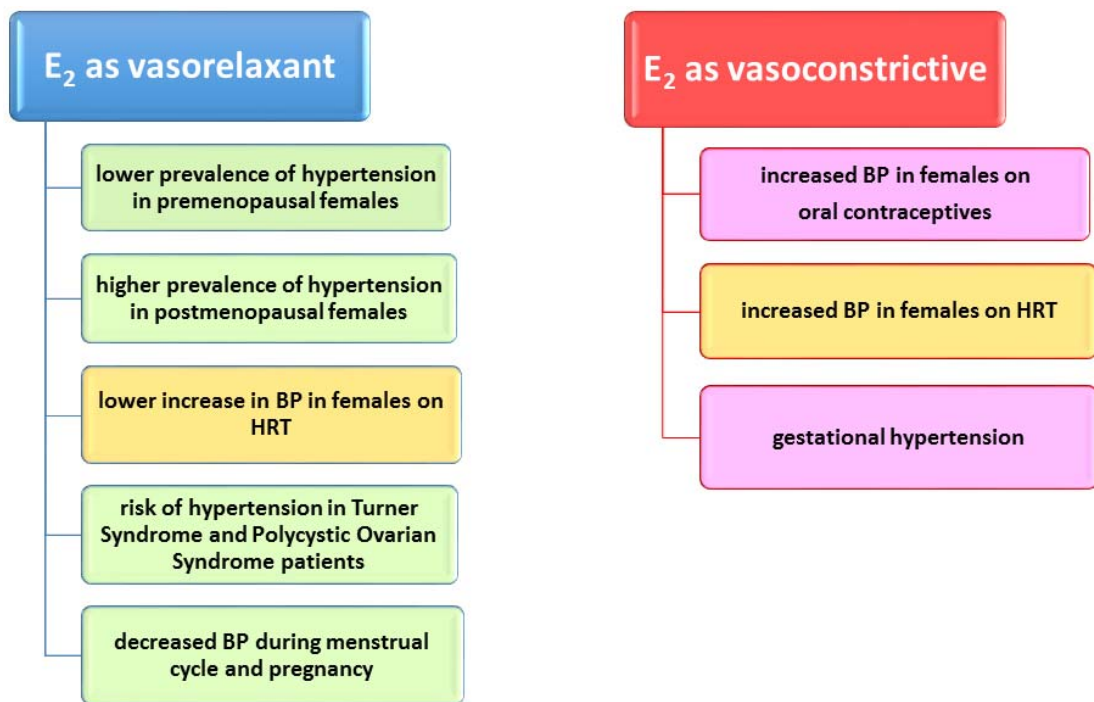 E₂ as vasorelaxant
lower prevalence of hypertension
in premenopausal females
higher prevalence of hypertension
in postmenopausal females
lower increase in BP in females on
HRT
risk of hypertension in Turner
Syndrome and Polycystic Ovarian
Syndrome patients
decreased BP during menstrual
cycle and pregnancy
E₂ as vasoconstrictive
increased BP in females on
oral contraceptives
increased BP in females on HRT
gestational hypertension